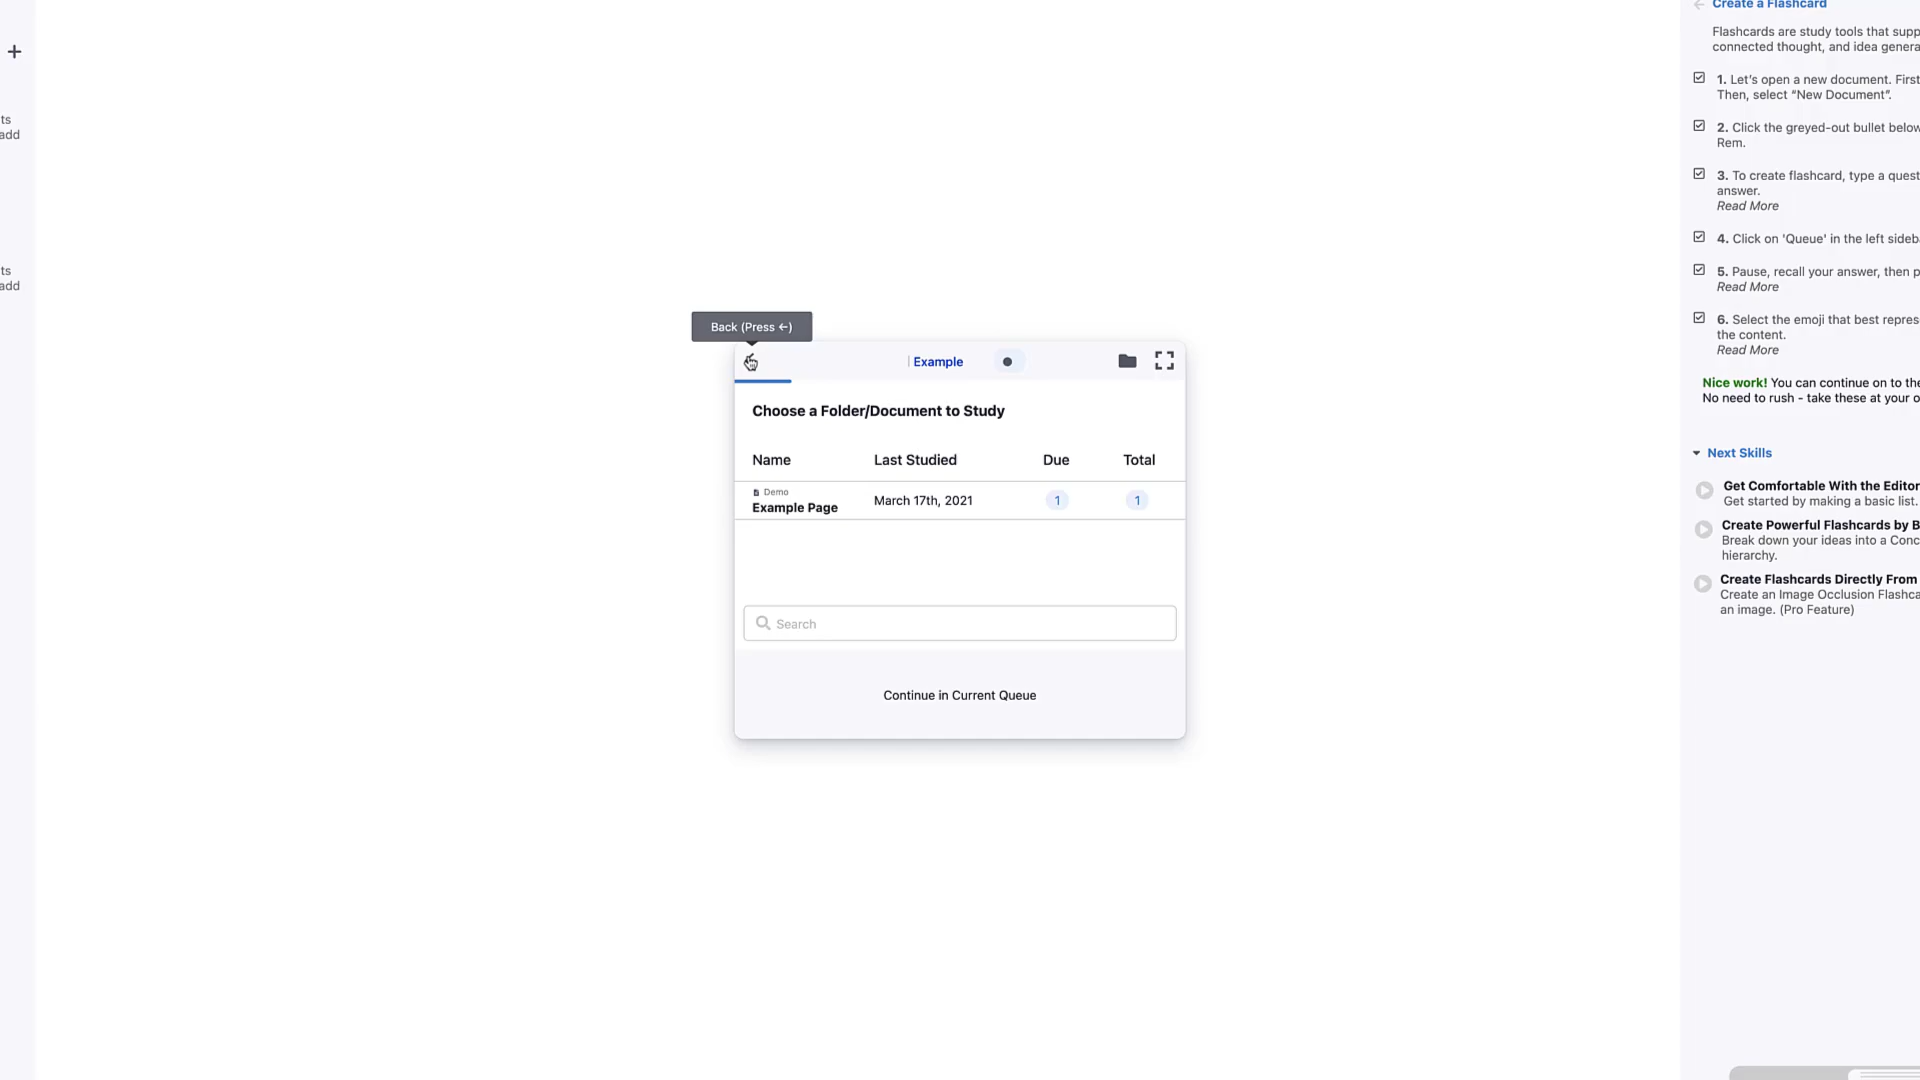 ts
add
ts
add
Back (Press ←)
Example
Choose a Folder/Document to Study
Name Last Studied Due Total
Demo
Example Page March 17th, 2021 1 1
Search
Continue in Current Queue
Create a Flashcard
Flashcards are study tools that supp
connected thought, and idea genera
1. Let's open a new document. First
Then, select “New Document”.
2. Click the greyed-out bullet below
Rem.
3. To create flashcard, type a quest
answer.
Read More
4. Click on 'Queue' in the left sideb
5. Pause, recall your answer, then p
Read More
6. Select the emoji that best repres
the content.
Read More
Nice work! You can continue on to the
No need to rush - take these at your o
Next Skills
Get Comfortable With the Editor
Get started by making a basic list.
Create Powerful Flashcards by B
Break down your ideas into a Conc
hierarchy.
Create Flashcards Directly From
Create an Image Occlusion Flashca
an image. (Pro Feature)